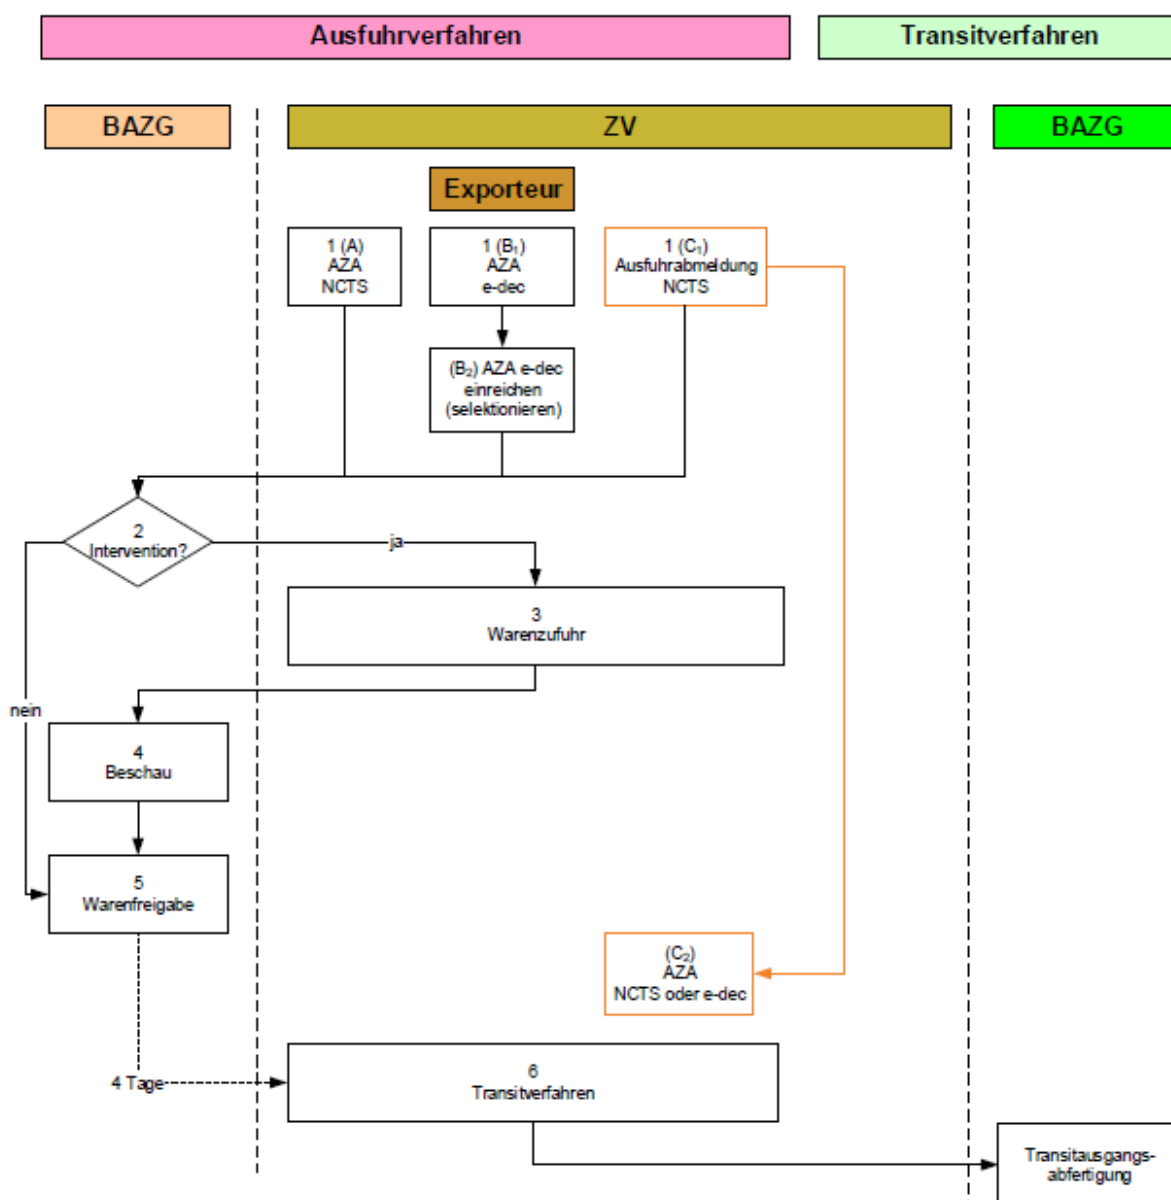 Ausfuhrverfahren
Transitverfahren
BAZG
ZV
BAZG
Exporteur
1 (A)
AZA
NCTS
1 (B₁)
AZA
e-dec
1 (C₁)
Ausfuhrabmeldung
NCTS
(B₂) AZA e-dec
einreichen
(selektionieren)
2
Intervention?
ja
3
Warenzufuhr
nein
4
Beschau
5
Warenfreigabe
(C₂)
AZA
NCTS oder e-dec
4 Tage
6
Transitverfahren
Transitausgangs-
abfertigung